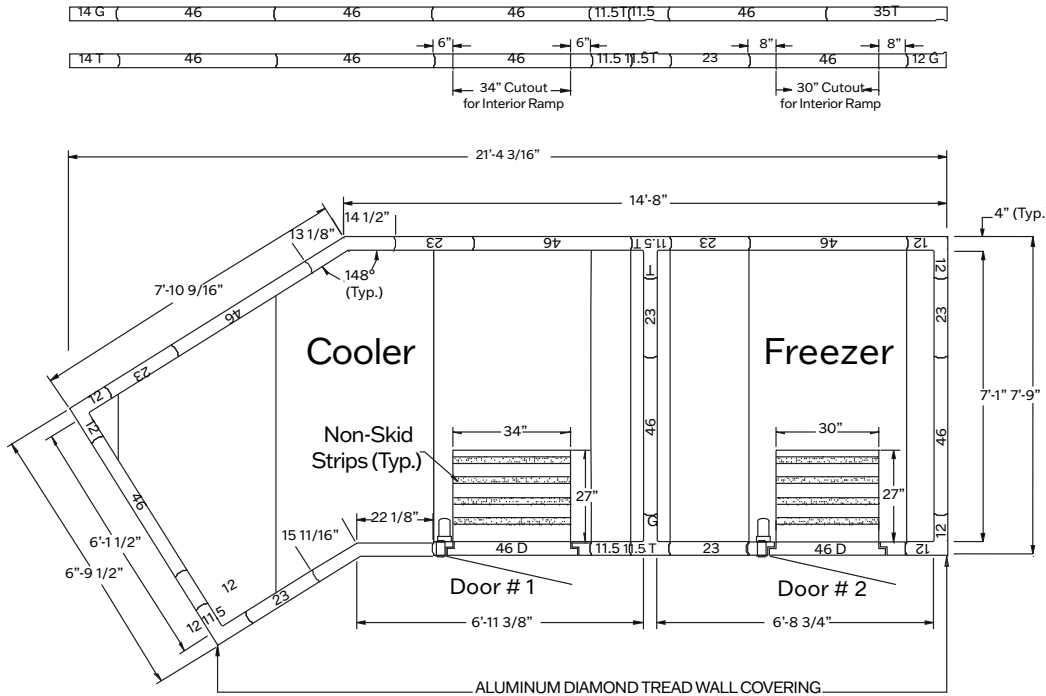 14 G 46 46 46 11.5T 11.5 46 35T
6" 6" 8" 8"
14 T 46 46 46 11.5 11.5T 23 46 12 G
34" Cutout
for Interior Ramp
30" Cutout
for Interior Ramp
21'-4 3/16"
14'-8"
14 1/2"
4" (Typ.
13 1/8"
23 46 11.5T 23 46 12
148°
(Typ.)
7'-10 9/16"
46
T
12
23
23
Cooler
Freezer
23
12
7'-1" 7'-9"
12
46
46
34"
30"
Non-Skid
Strips (Typ.)
27"
27"
46
22 1/8"
G
12
15 11/16"
6'-1 1/2"
46 D 11.5 11.5 T 23 46 D 12
6"-9 1/2"
12
23
Door # 1
Door # 2
12 11.5
6'-11 3/8"
6'-8 3/4"
ALUMINUM DIAMOND TREAD WALL COVERING